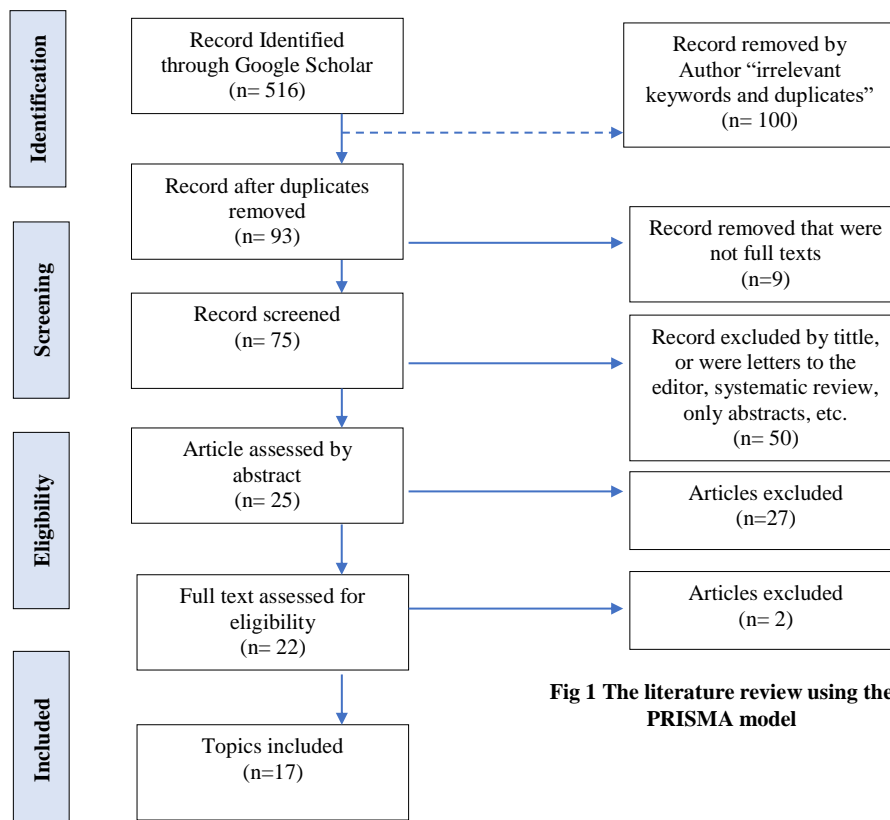 Identification
Record Identified
through Google Scholar
(n= 516)
Record removed by
Author “irrelevant
keywords and duplicates”
(n= 100)
Record after duplicates
removed
(n= 93)
Record removed that were
not full texts
(n=9)
Screening
Record screened
(n= 75)
Record excluded by tittle,
or were letters to the
editor, systematic review,
only abstracts, etc.
(n= 50)
Eligibility
Article assessed by
abstract
(n= 25)
Articles excluded
(n=27)
Full text assessed for
eligibility
(n= 22)
Articles excluded
(n= 2)
Included
Topics included
(n=17)
Fig 1 The literature review using the
PRISMA model